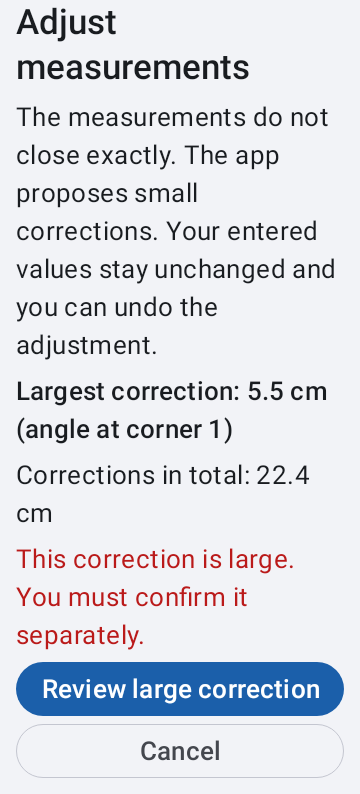 Adjust
measurements
The measurements do not
close exactly. The app
proposes small
corrections. Your entered
values stay unchanged and
you can undo the
adjustment.
Largest correction: 5.5 cm
(angle at corner 1)
Corrections in total: 22.4
cm
This correction is large.
You must confirm it
separately.
Review large correction
Cancel